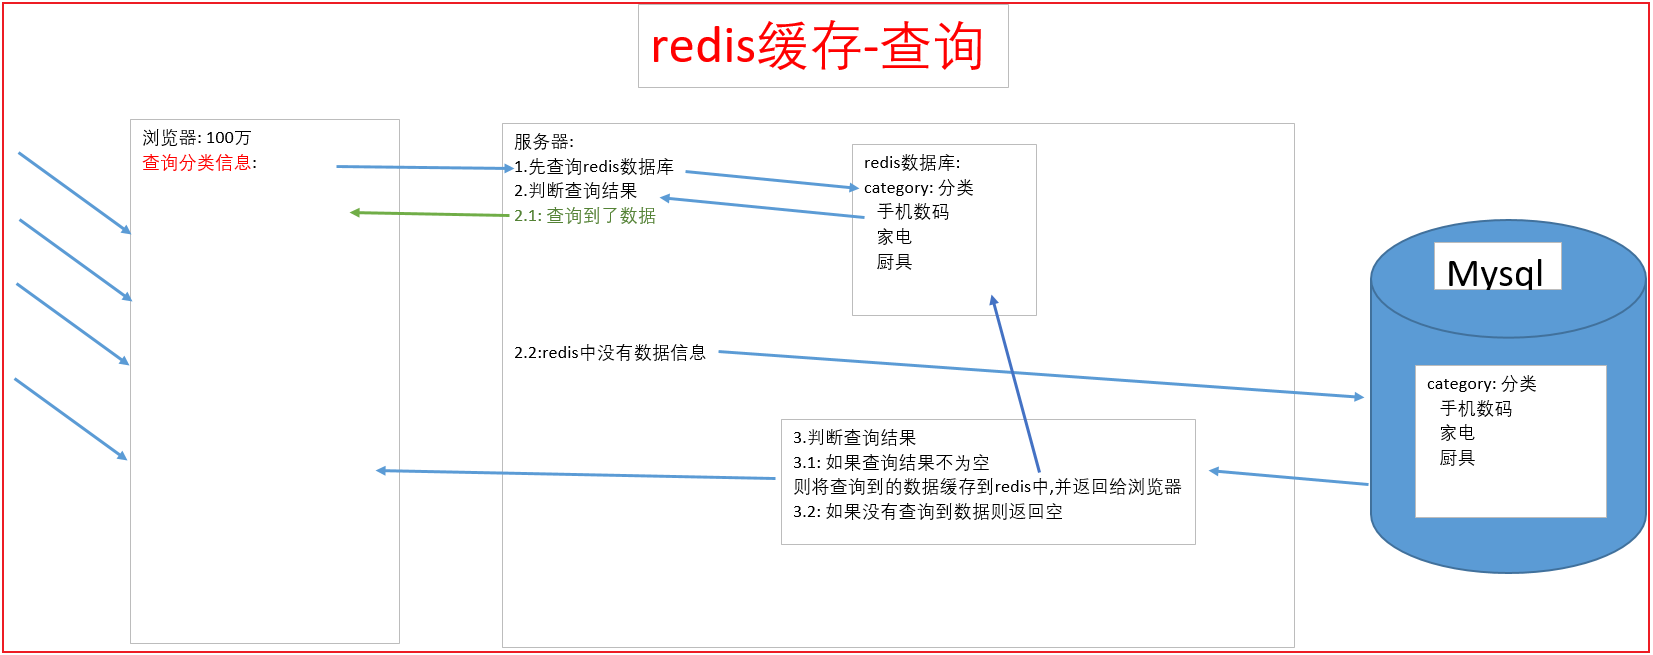 redis缓存-查询
浏览器: 100万
查询分类信息:
服务器:
1.先查询redis数据库
2.判断查询结果
2.1: 查询到了数据
redis数据库:
category: 分类
手机数码
家电
厨具
2.2:redis中没有数据信息
3.判断查询结果
3.1: 如果查询结果不为空
则将查询到的数据缓存到redis中,并返回给浏览器
3.2: 如果没有查询到数据则返回空
Mysql
category: 分类
手机数码
家电
厨具